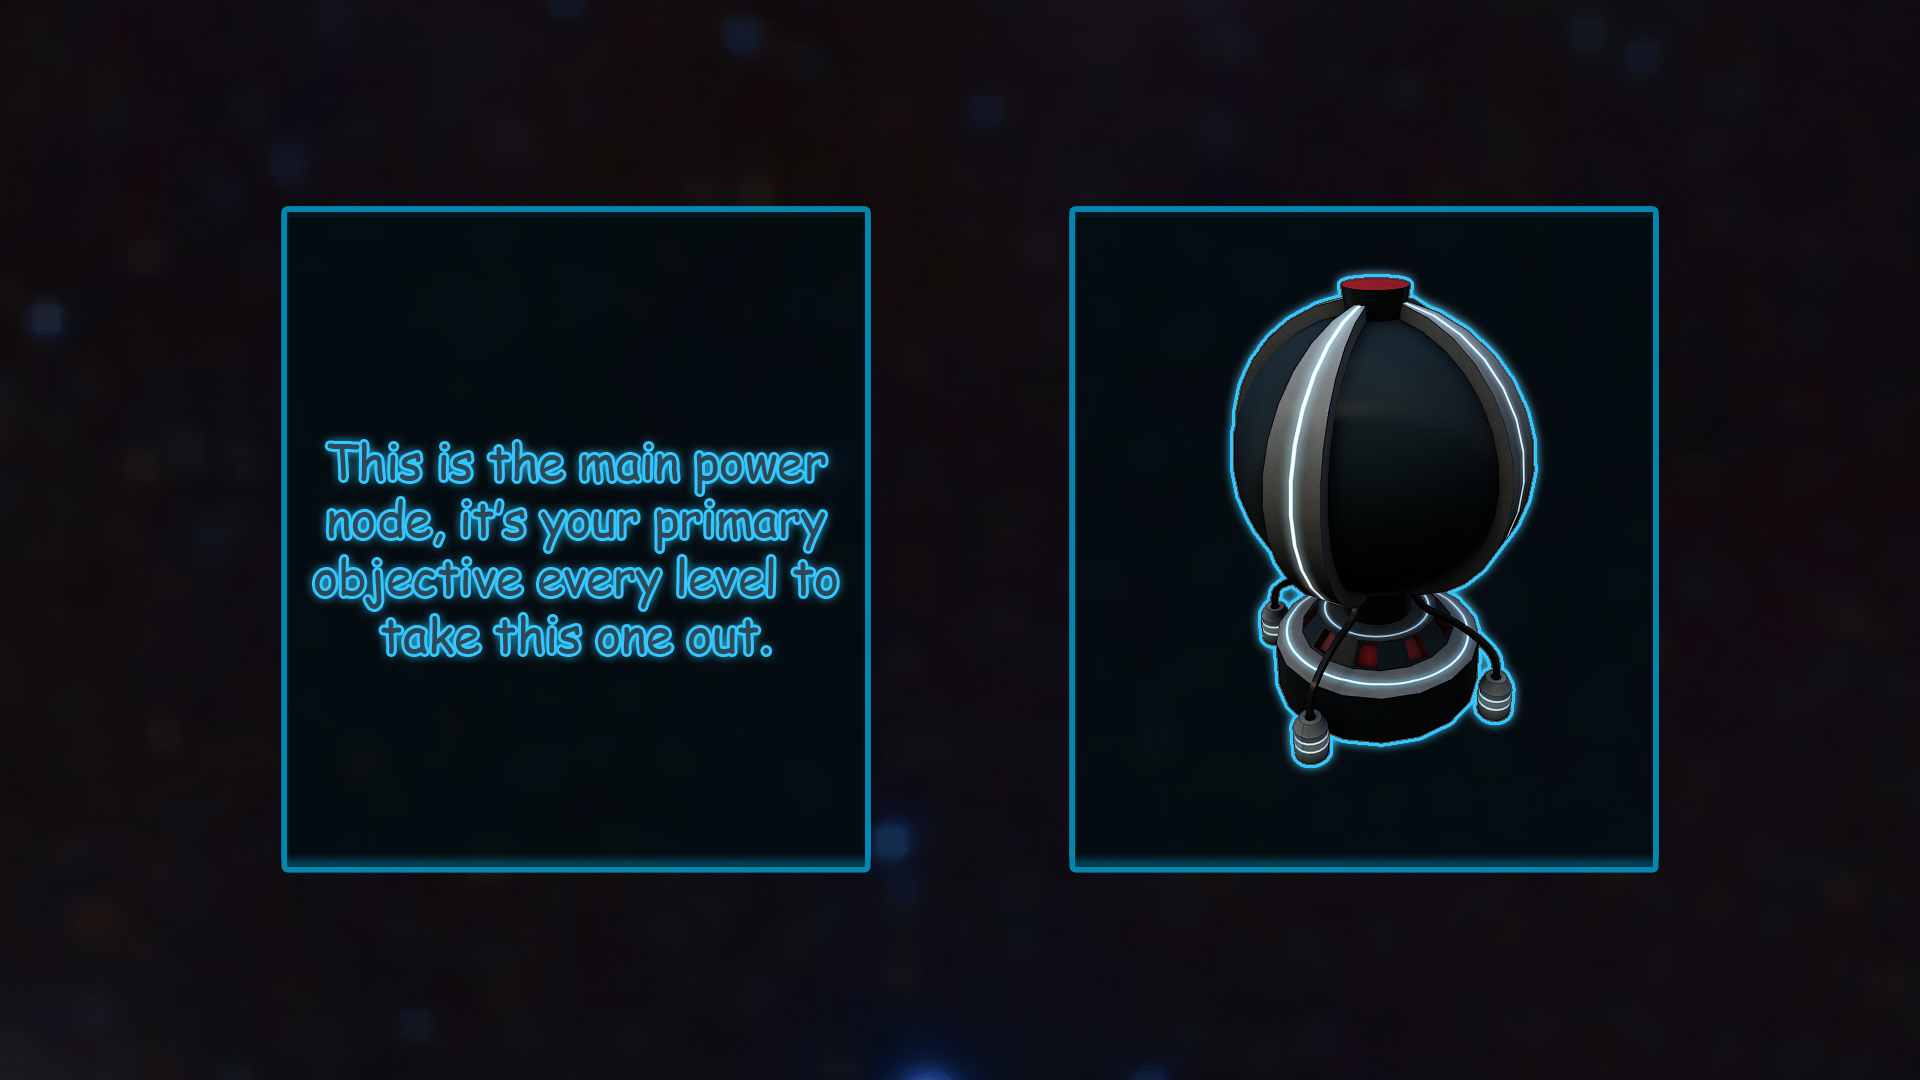 This is the main power
node, it's your primary
objective every level to
take this one out.